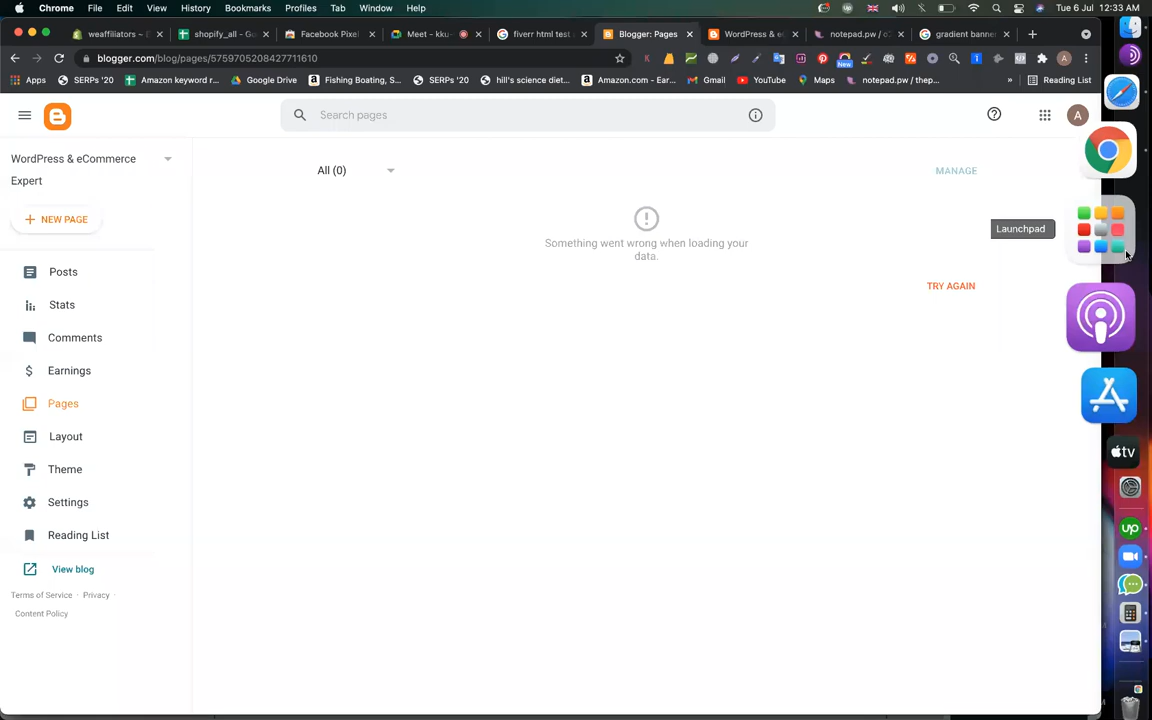 Chrome File Edit View History Bookmarks Profiles Tab Window Help Tue 6 Jul 12:33 AM
weaffiliators ~ E shopify_all - Go Facebook Pixel Meet - kku- fiverr html test Blogger: Pages WordPress & e notepad.pw / c gradient banner
blogger.com/blog/pages/5759705208427711610
Apps SERPs '20 Amazon keyword r... Google Drive Fishing Boating, S... SERPs '20 hill's science diet... Amazon.com - Ear... Gmail YouTube Maps notepad.pw / thep... » Reading List
New
Search pages
A
WordPress & eCommerce
Expert
All (0)
MANAGE
NEW PAGE
Something went wrong when loading your
data.
Launchpad
TRY AGAIN
Posts
Stats
Comments
Earnings
Pages
Layout
Theme
Settings
Reading List
View blog
Terms of Service · Privacy ·
Content Policy
tv
up